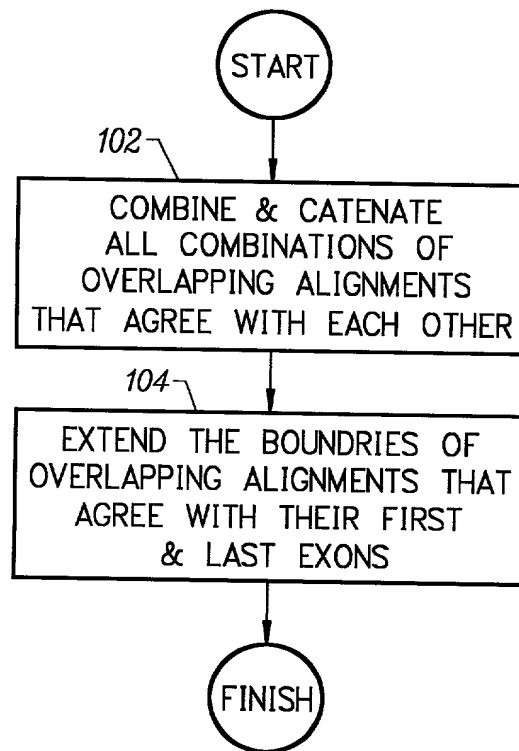 START
102
COMBINE & CATENATE
ALL COMBINATIONS OF
OVERLAPPING ALIGNMENTS
THAT AGREE WITH EACH OTHER
104
EXTEND THE BOUNDRIES OF
OVERLAPPING ALIGNMENTS THAT
AGREE WITH THEIR FIRST
& LAST EXONS
FINISH